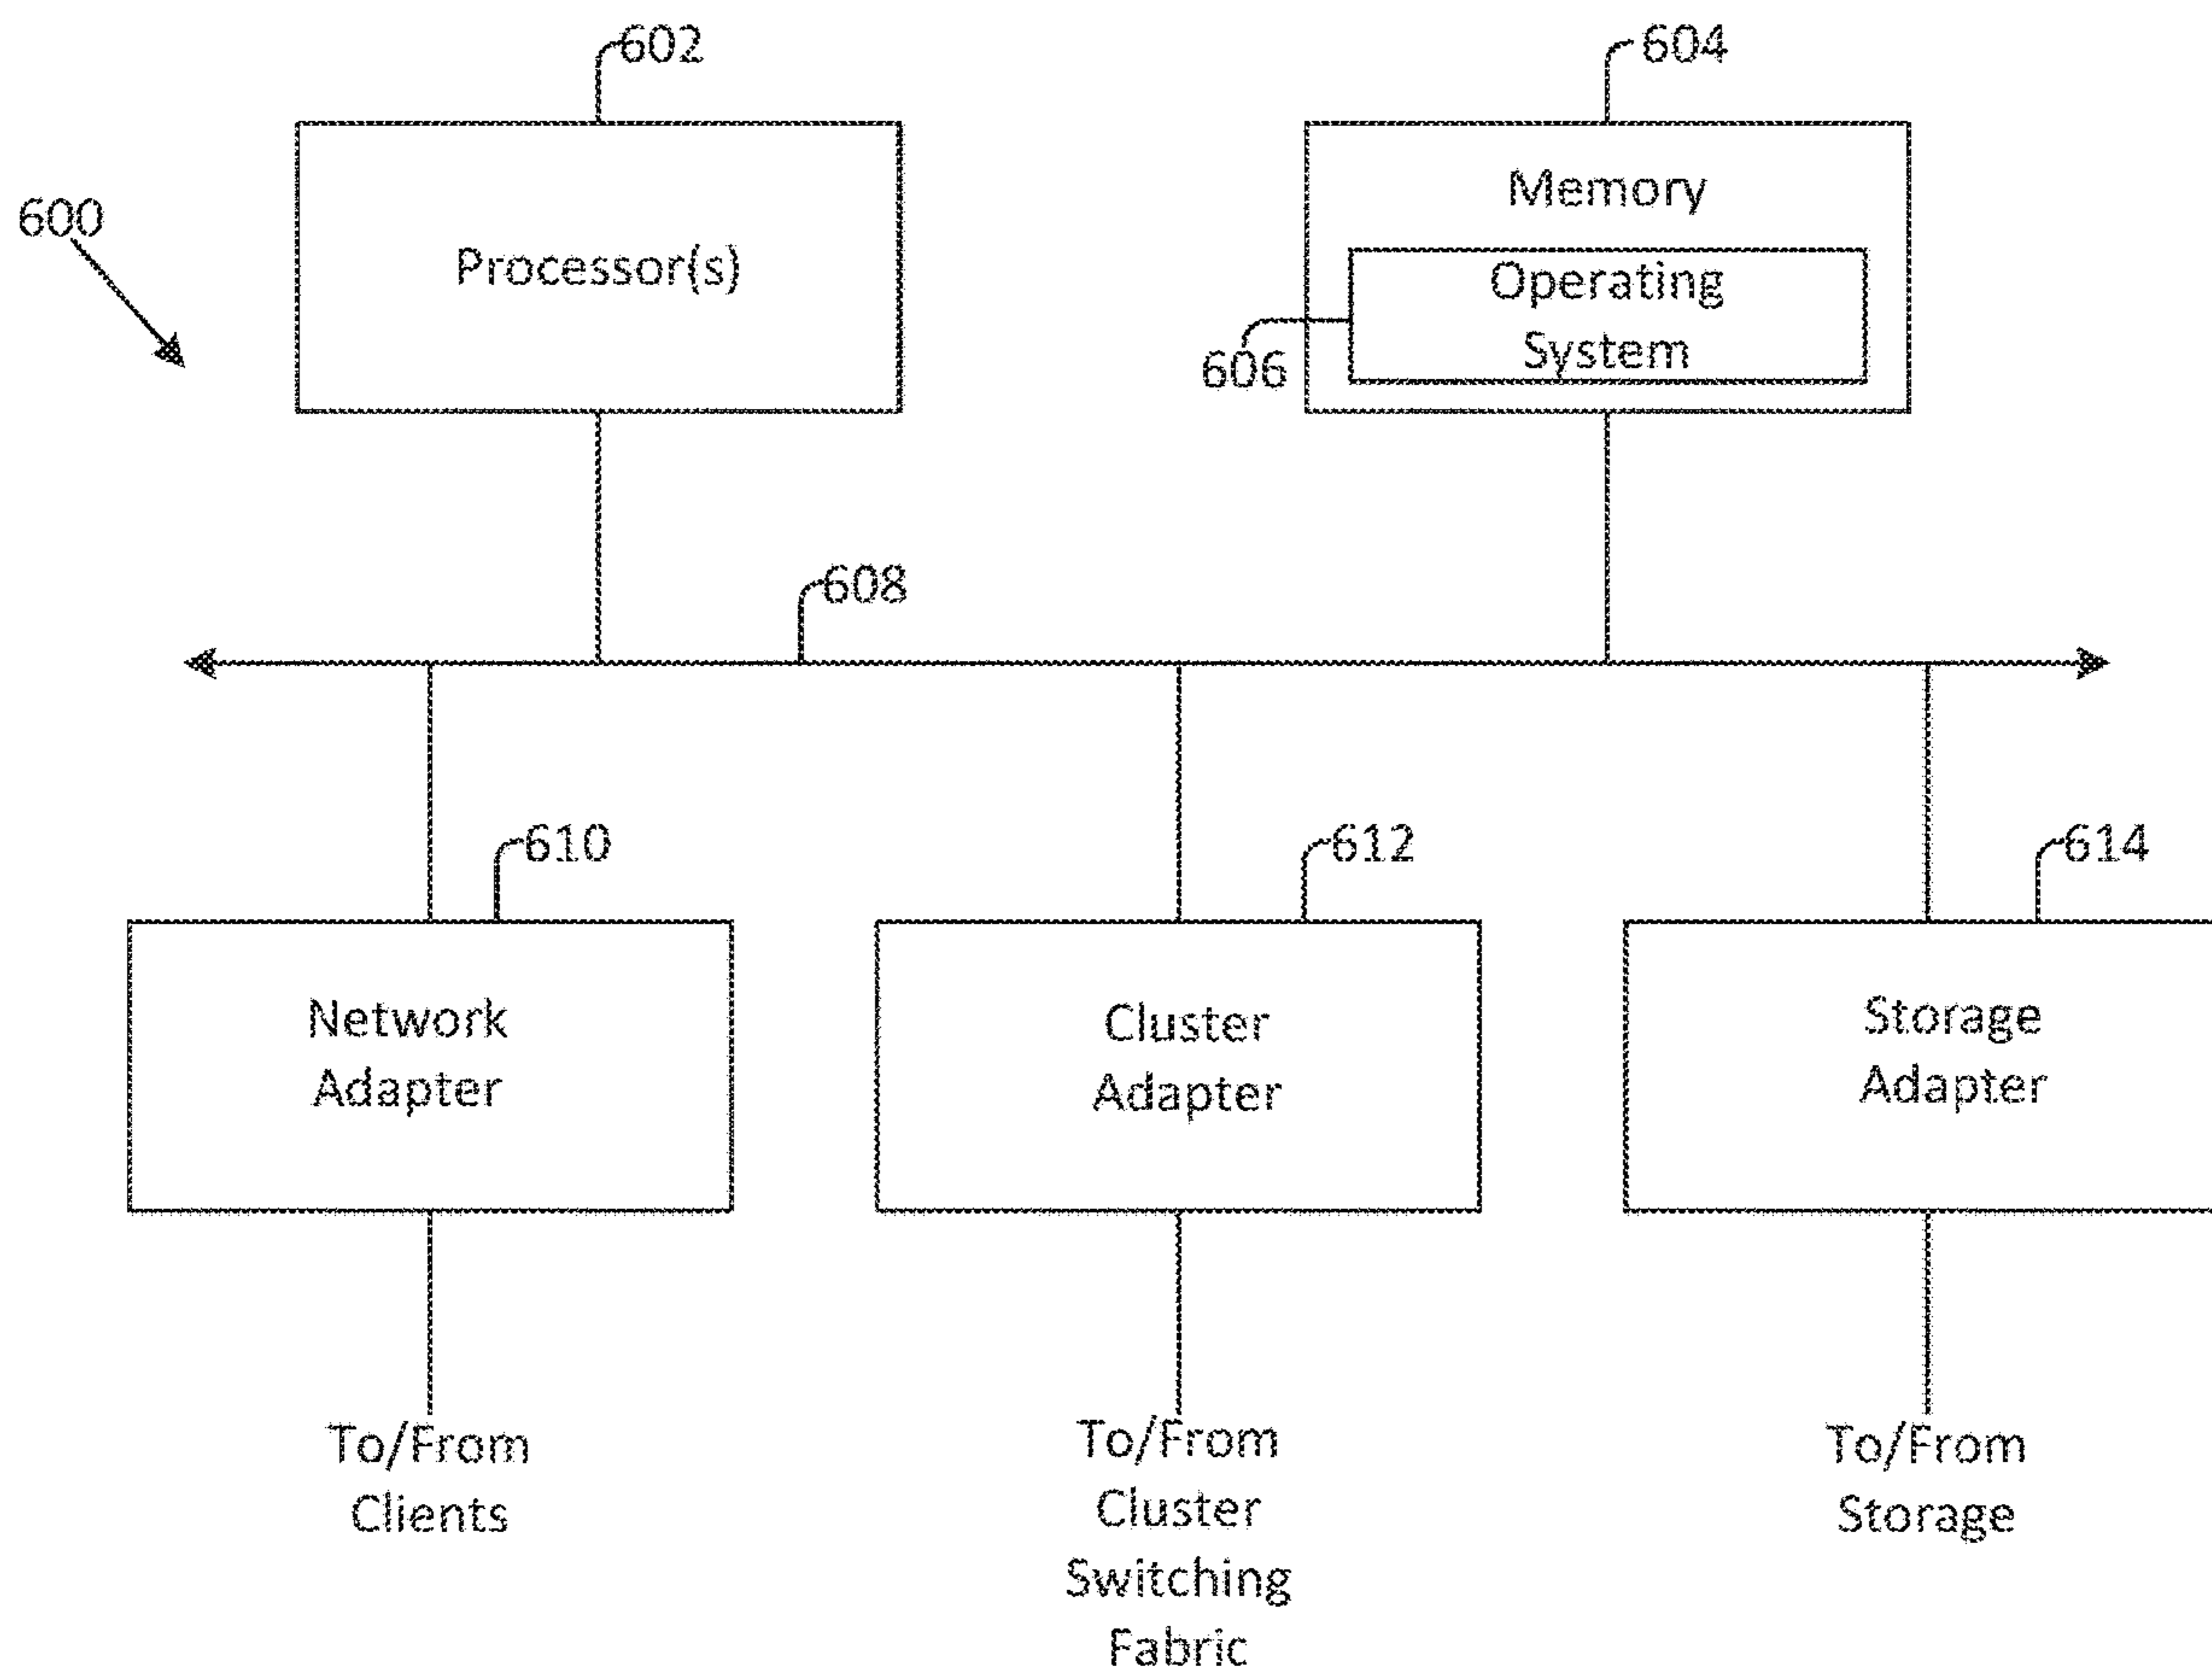 602
604
600
Processor(s)
Memory
Operating
System
606
608
610
612
614
Network
Adapter
Cluster
Adapter
Storage
Adapter
To/From
Clients
To/From
Cluster
Switching
Fabric
To/From
Storage